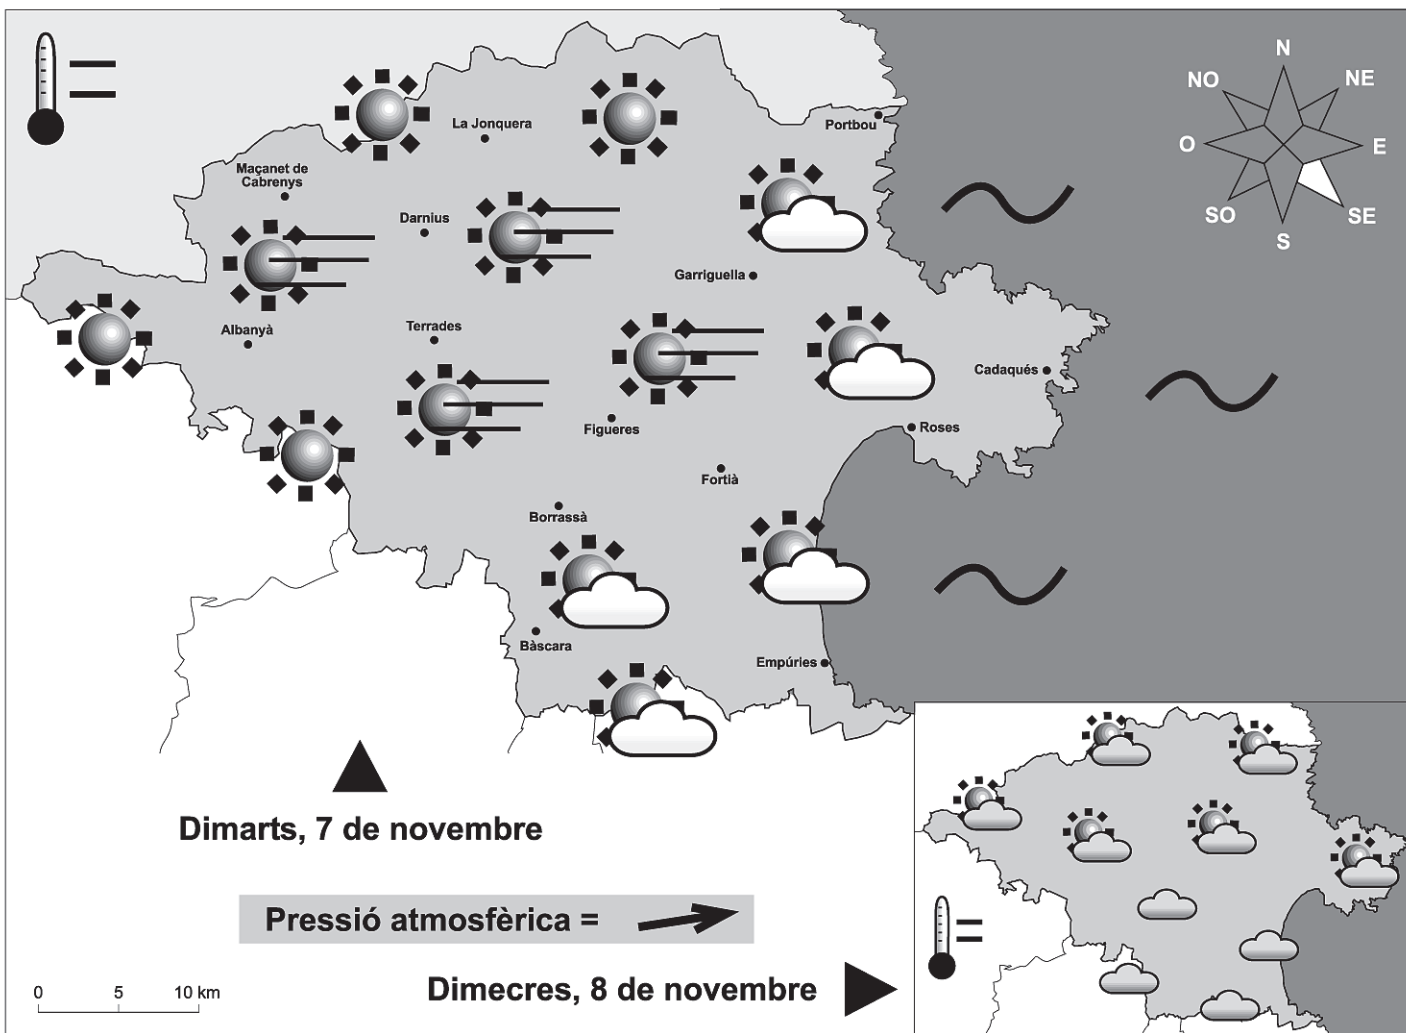 N
NO
NE
O
E
SO
SE
S
La Jonquera
Portbou
Maçanet de
Cabrenys
Darnius
Garriguella
Albanyà
Terrades
Cadaqués
Figueres
Roses
Fortià
Borrassà
Bàscara
Empúries
Dimarts, 7 de novembre
Pressió atmosfèrica =
Dimecres, 8 de novembre
0 5 10 km